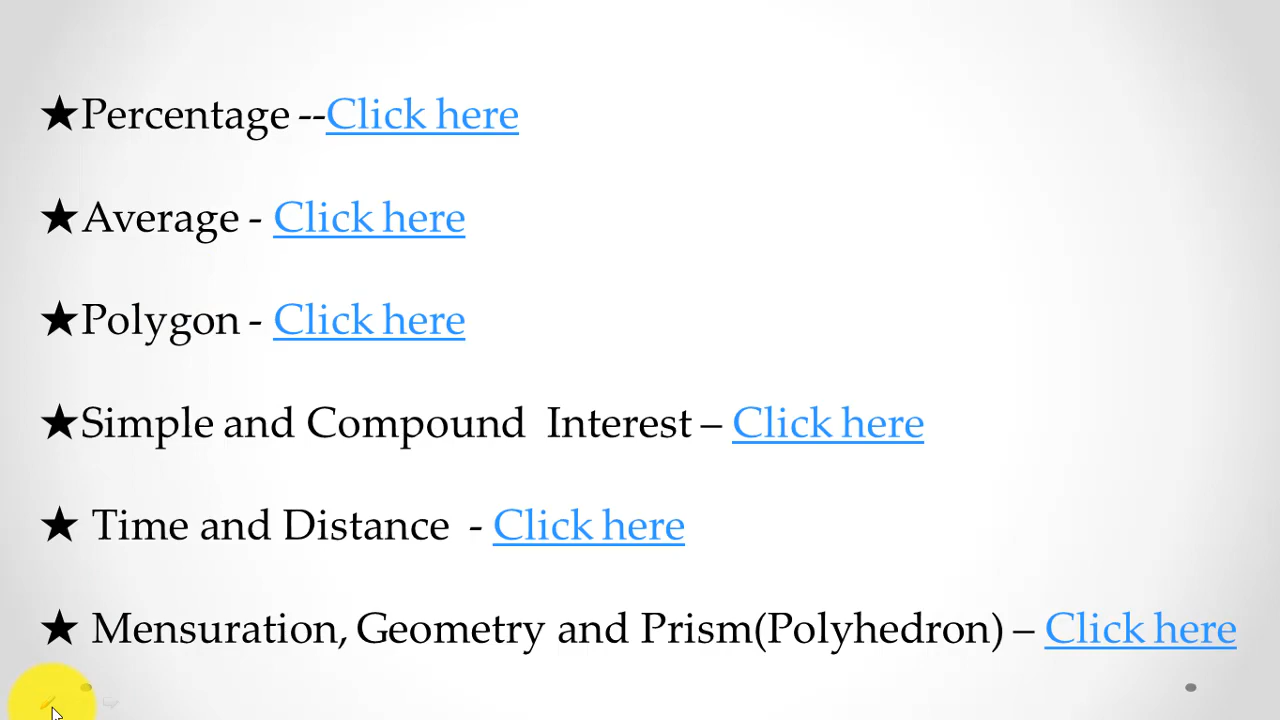 ★Percentage --Click here
★Average - Click here
★Polygon - Click here
★Simple and Compound  Interest – Click here
★ Time and Distance  - Click here
★ Mensuration, Geometry and Prism(Polyhedron) – Click here